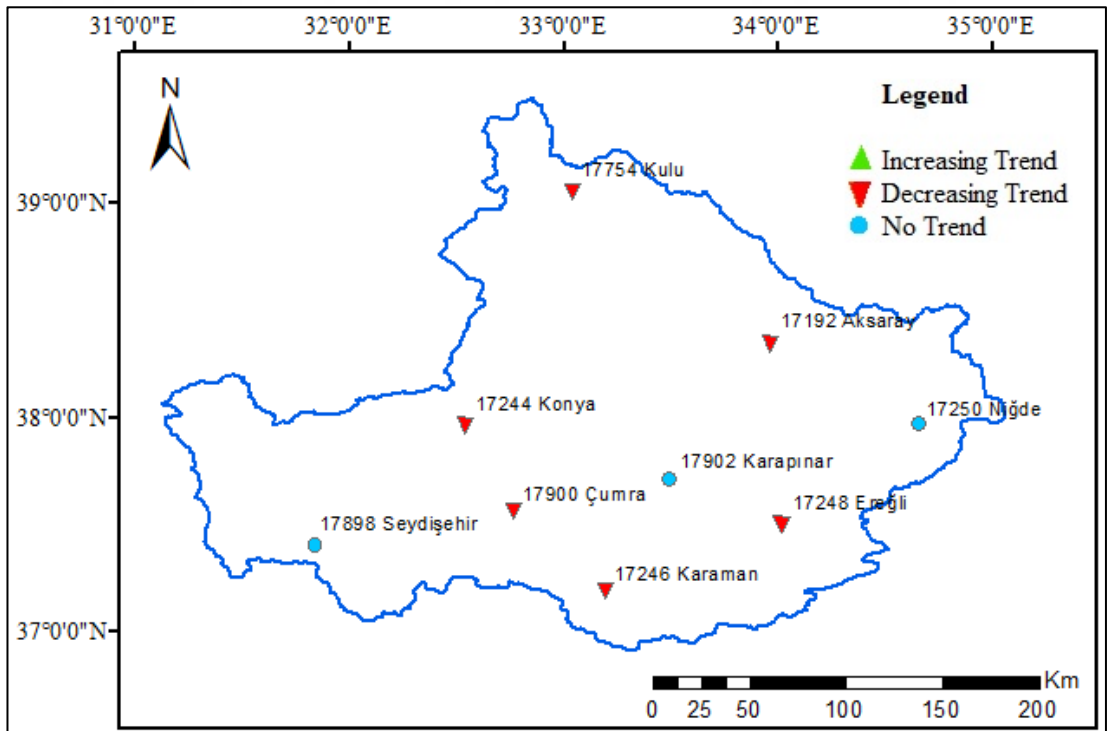 31°0'0"E 32°0'0"E 33°0'0"E 34°0'0"E 35°0'0"E
N
Legend
Increasing Trend
Decreasing Trend
No Trend
39°0'0"N
38°0'0"N
37°0'0"N
17754 Kulu
17192 Aksaray
17244 Konya
17250 Niğde
17902 Karapınar
17900 Çumra
17248 Ereğli
17898 Seydişehir
17246 Karaman
Km
0 25 50 100 150 200